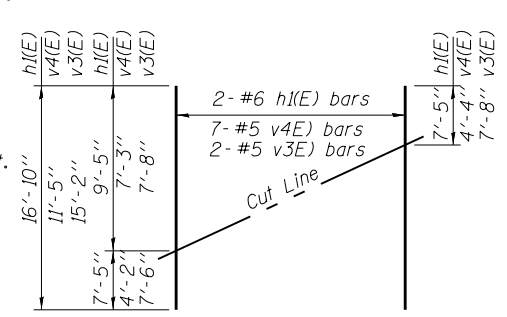 h1(E)
v4(E)
v3(E)
h1(E)
v4(E)
v3(E)
h1(E)
v4(E)
v3(E)
2- #6 h1(E) bars
7- #5 v4E) bars
2- #5 v3E) bars
7'-5''
4'-4''
7'-8''
16'-10''
11'-5''
15'-2''
9'-5''
7'-3''
7'-8''
t.
Cut Line
7'-5''
4'-2''
7'-6''